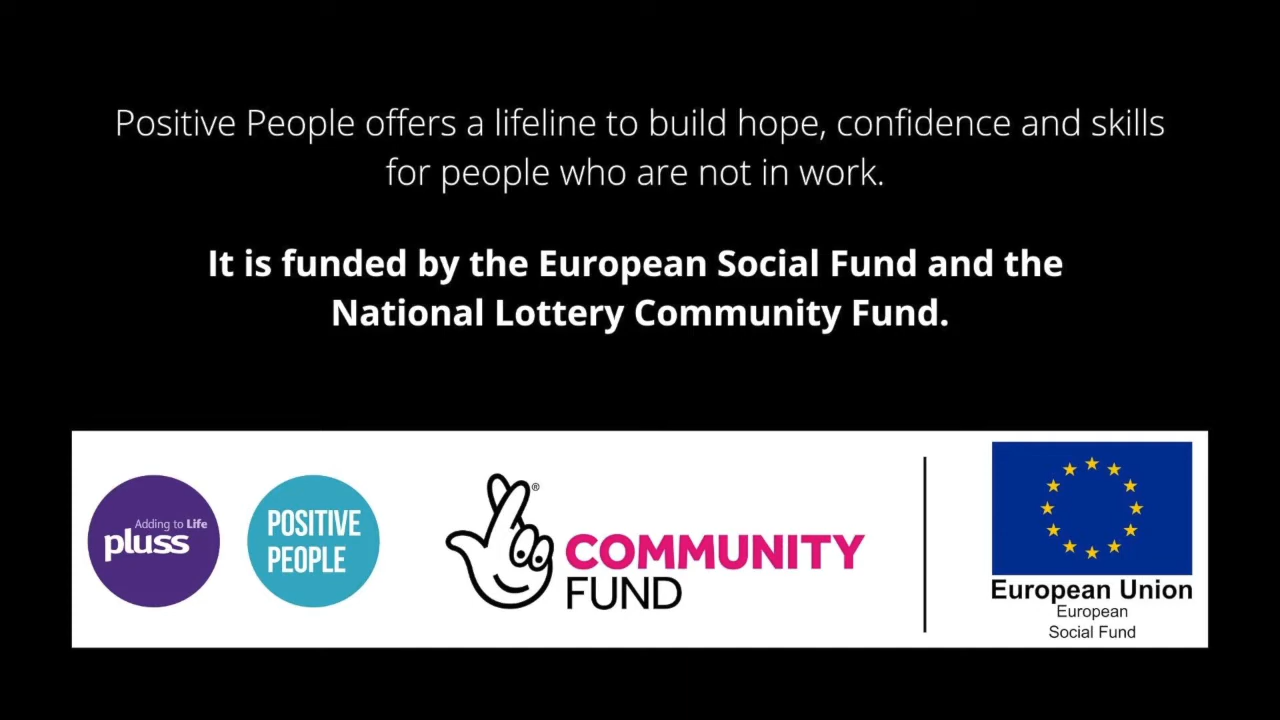 Positive People offers a lifeline to build hope, confidence and skills
for people who are not in work.
It is funded by the European Social Fund and the
National Lottery Community Fund.
Adding to Life
pluss
POSITIVE
PEOPLE
®
COMMUNITY
FUND
European Union
European
Social Fund